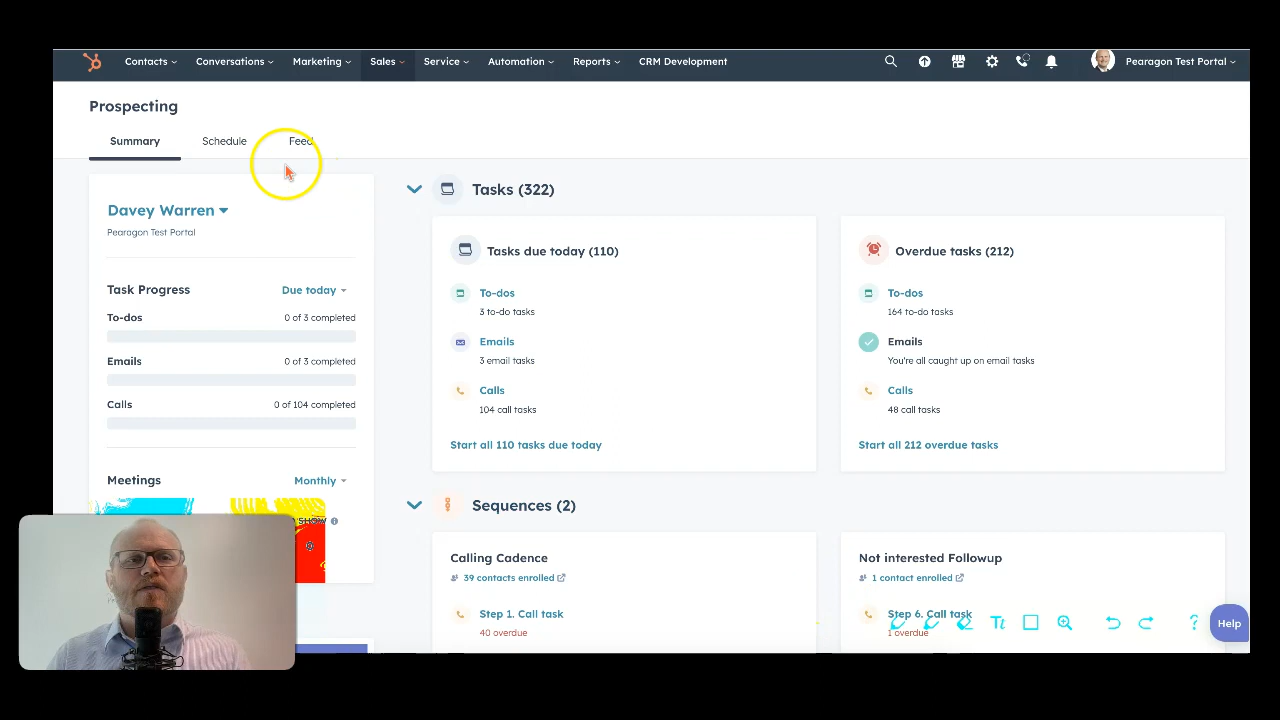 Contacts
Conversations
Marketing
Sales
Service
Automation
Reports
CRM Development
Pearagon Test Portal
Prospecting
Summary
Schedule
Feed
Davey Warren
Pearagon Test Portal
Task Progress
Due today
To-dos
0 of 3 completed
Emails
0 of 3 completed
Calls
0 of 104 completed
Meetings
Monthly
SHOW
Tasks (322)
Tasks due today (110)
To-dos
3 to-do tasks
Emails
3 email tasks
Calls
104 call tasks
Start all 110 tasks due today
Overdue tasks (212)
To-dos
164 to-do tasks
Emails
You're all caught up on email tasks
Calls
48 call tasks
Start all 212 overdue tasks
Sequences (2)
Calling Cadence
39 contacts enrolled
Step 1. Call task
40 overdue
Not interested Followup
1 contact enrolled
Step 6. Call task
1 overdue
Tt
?
Help